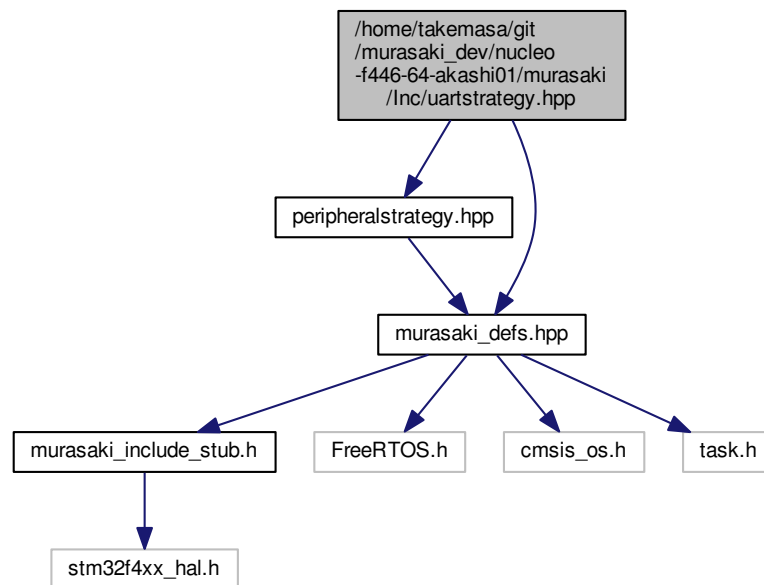 /home/takemasa/git
/murasaki_dev/nucleo
-f446-64-akashi01/murasaki
/Inc/uartstrategy.hpp
peripheralstrategy.hpp
murasaki_defs.hpp
murasaki_include_stub.h
FreeRTOS.h
cmsis_os.h
task.h
stm32f4xx_hal.h